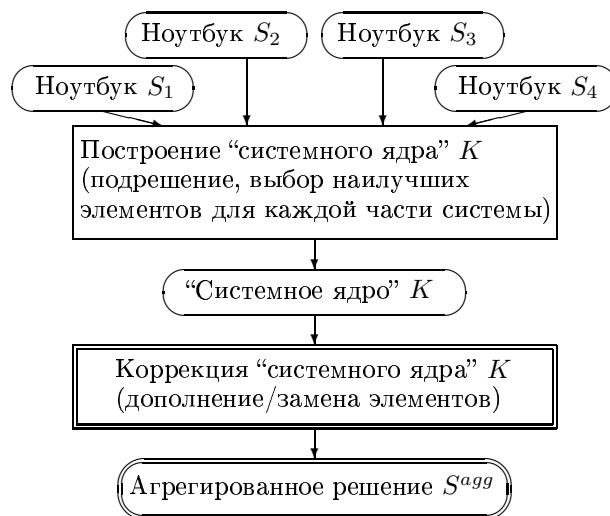 Ноутбук S₂
Ноутбук S₃
Ноутбук S₁
Ноутбук S₄
Построение “системного ядра” K
(подрешение, выбор наилучших
элементов для каждой части системы)
“Системное ядро” K
Коррекция “системного ядра” K
(дополнение/замена элементов)
Агрегированное решение Sᵃᵍᵍ